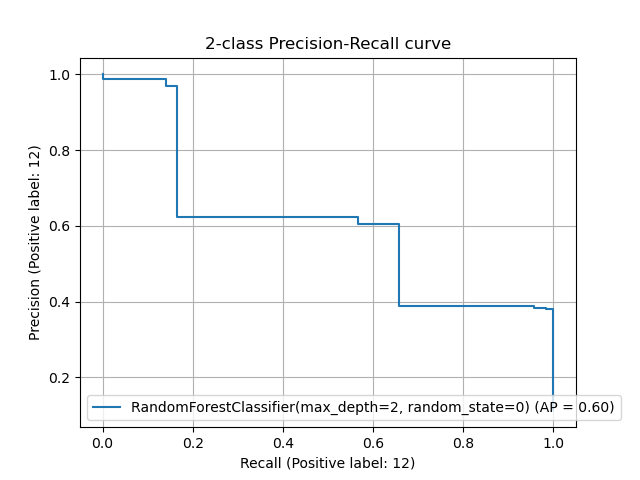 2-class Precision-Recall curve
1.0
0.8
0.6
0.4
0.2
Precision (Positive label: 12)
RandomForestClassifier(max_depth=2, random_state=0) (AP = 0.60)
0.0 0.2 0.4 0.6 0.8 1.0
Recall (Positive label: 12)